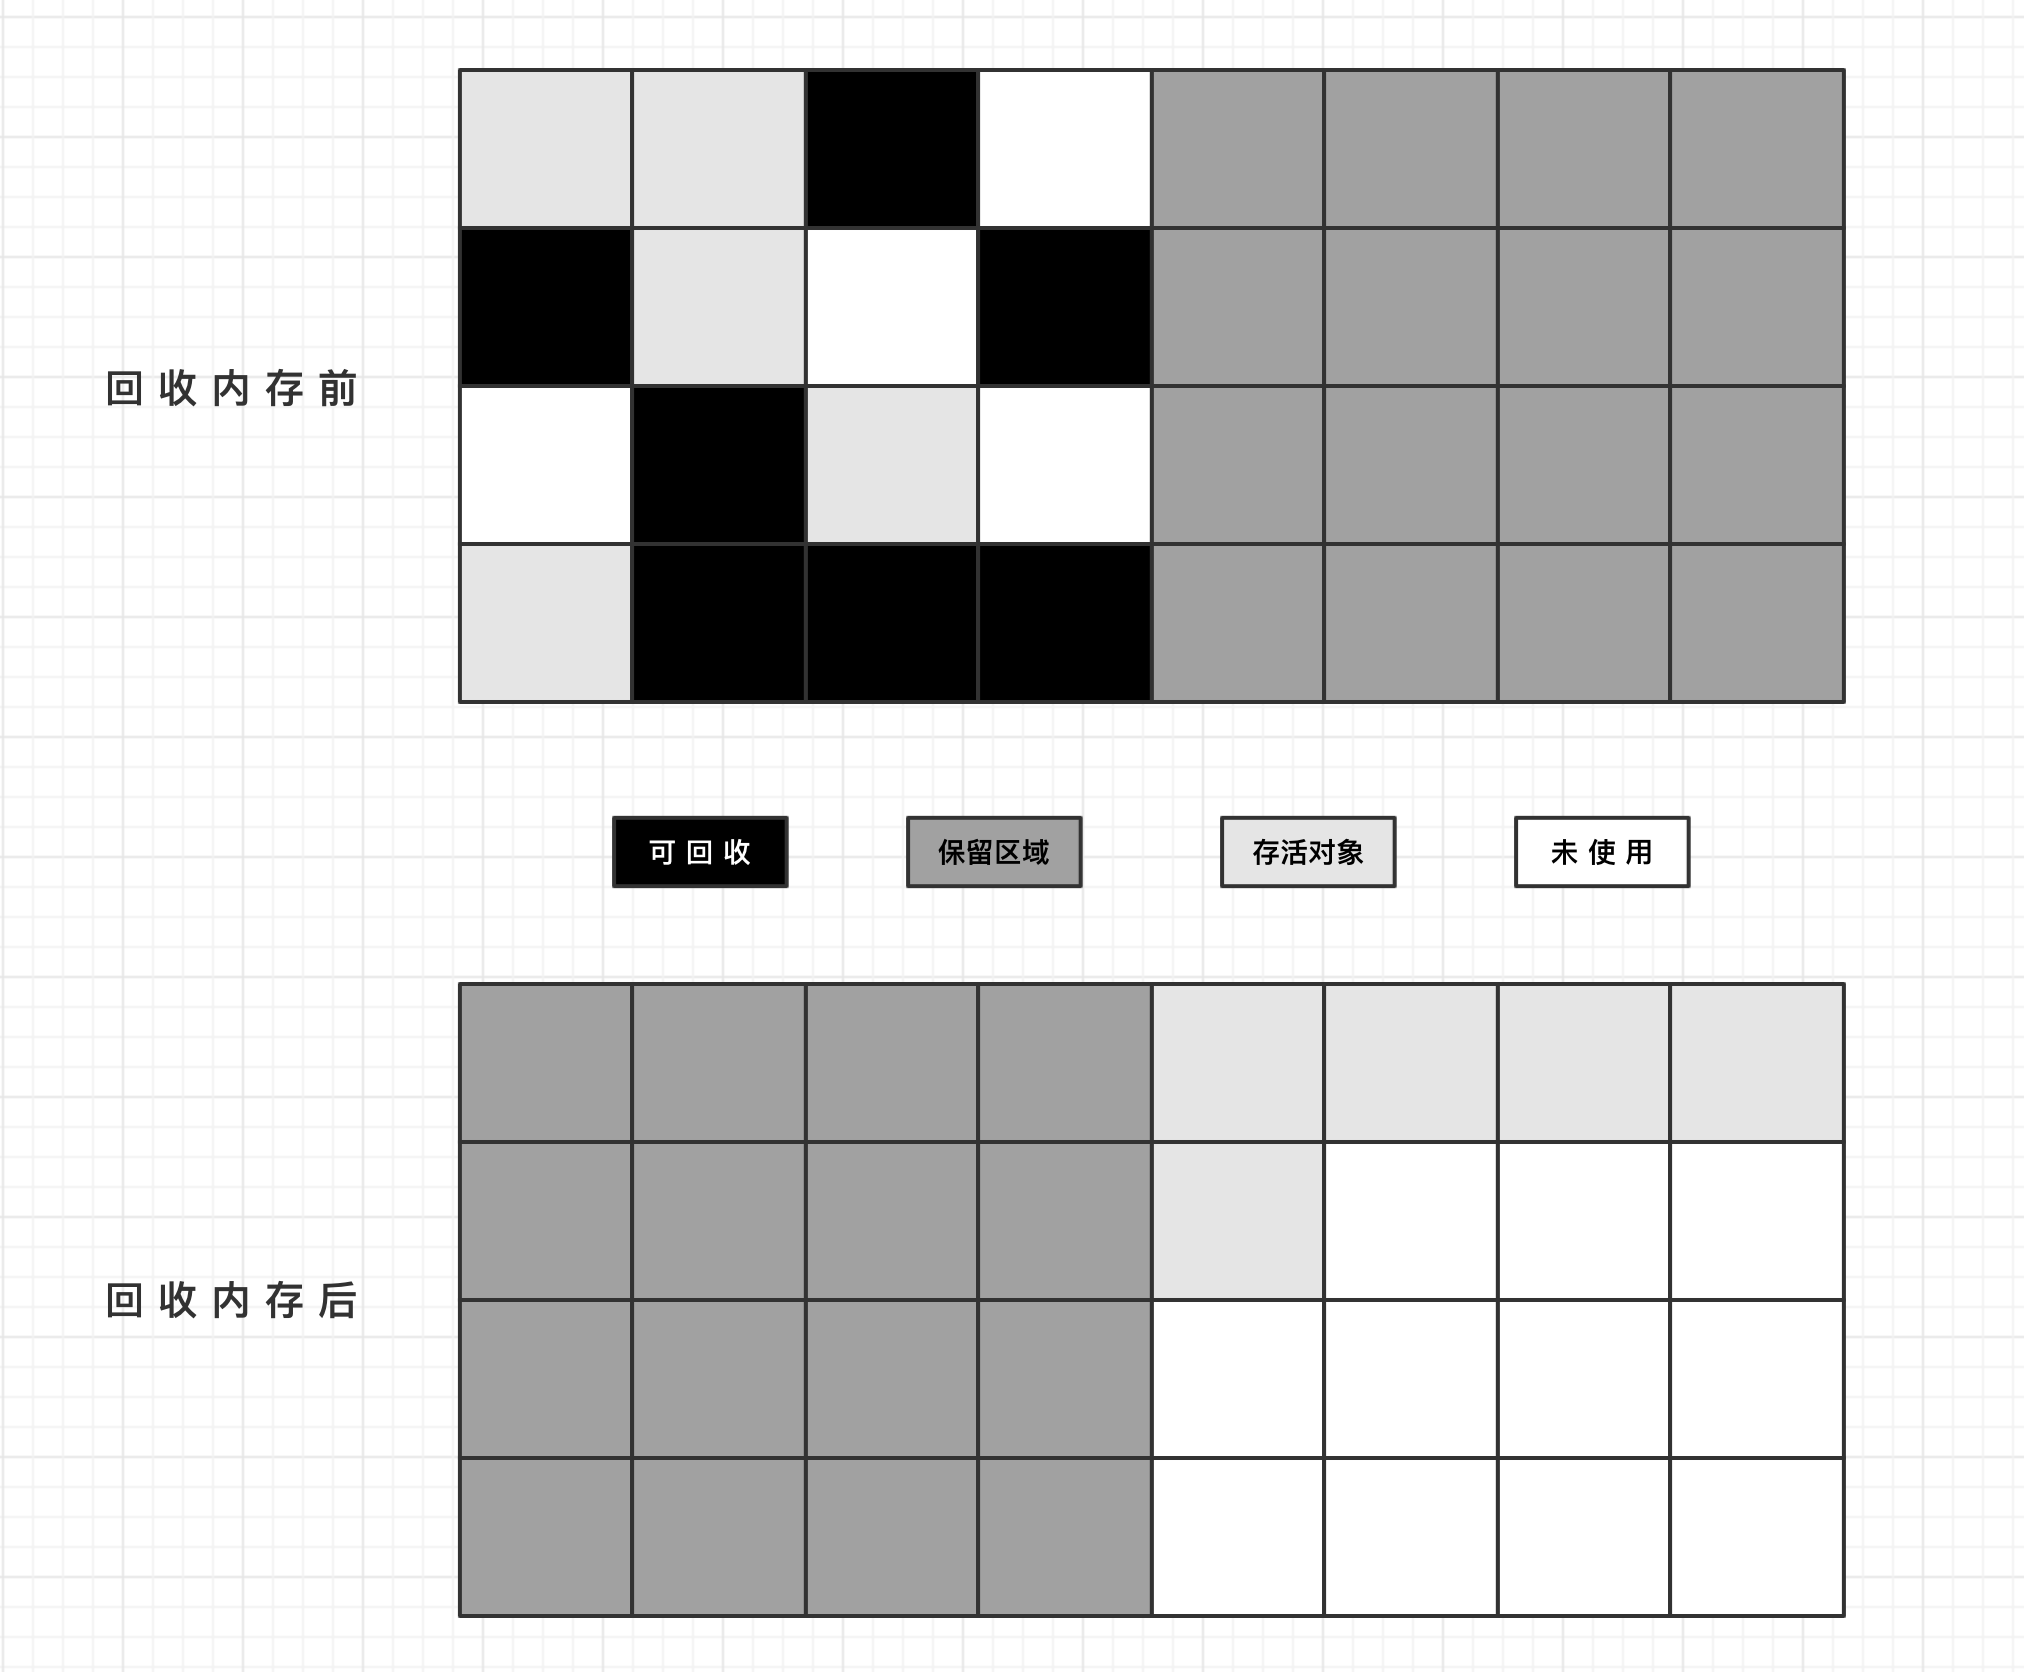 回收内存前
可回收
保留区域
存活对象
未使用
回收内存后